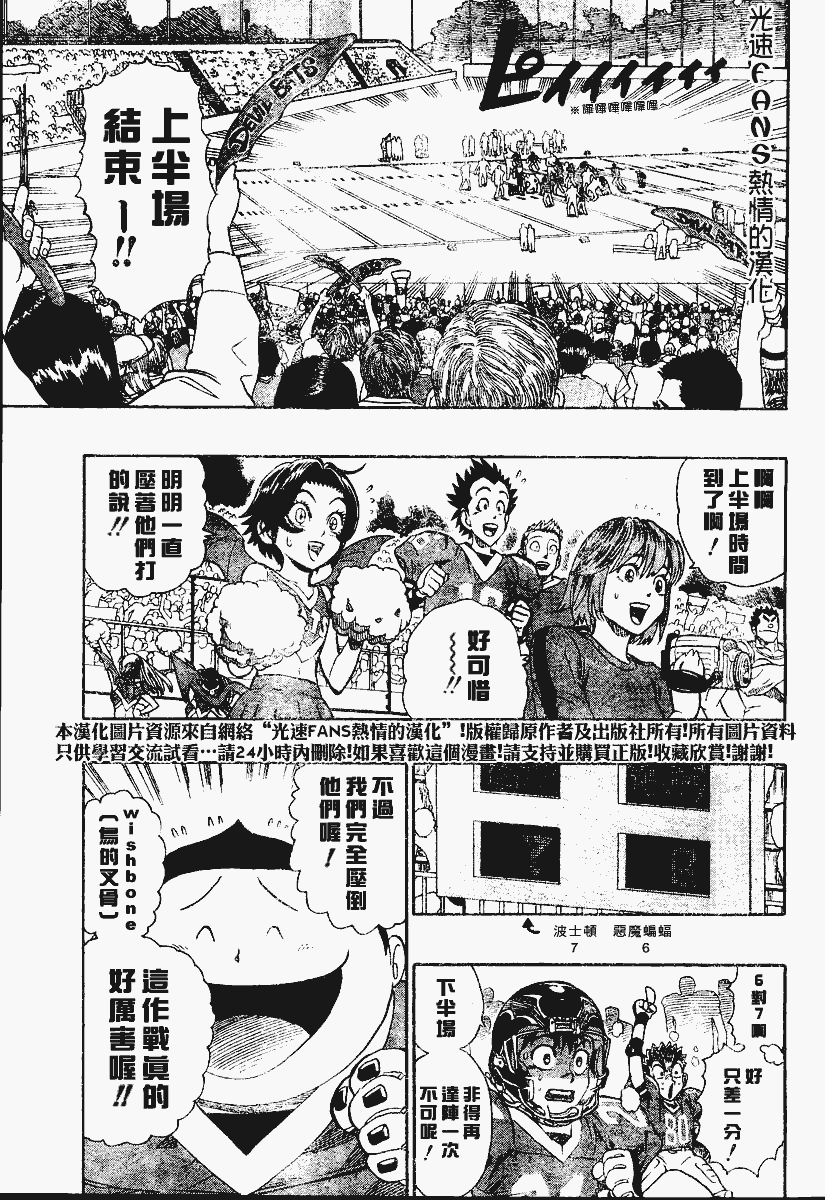 光速FANS熱情的漢化
ピイイイイイイ
※嗶嗶嗶嗶嗶嗶~
DEVIL BATS
上半場
結束ー!!
DEVIL BATS
啊啊
上半場時間
到了啊!
好可惜
~~~~!!
明明一直
壓著他們打
的說!!
本漢化圖片資源來自網絡“光速FANS熱情的漢化”!版權歸原作者及出版社所有!所有圖片資料
只供學習交流試看…請24小時內刪除!如果喜歡這個漫畫!請支持並購買正版!收藏欣賞!謝謝!
波士頓 惡魔蝙蝠
7 6
不過
我們完全壓倒
他們喔!
wishbone
(鳥的叉骨)
這作戰真的
好厲害喔!!
6對7啊
好
只差一分!
下半場
非得再
達陣一次
不可呢!
80